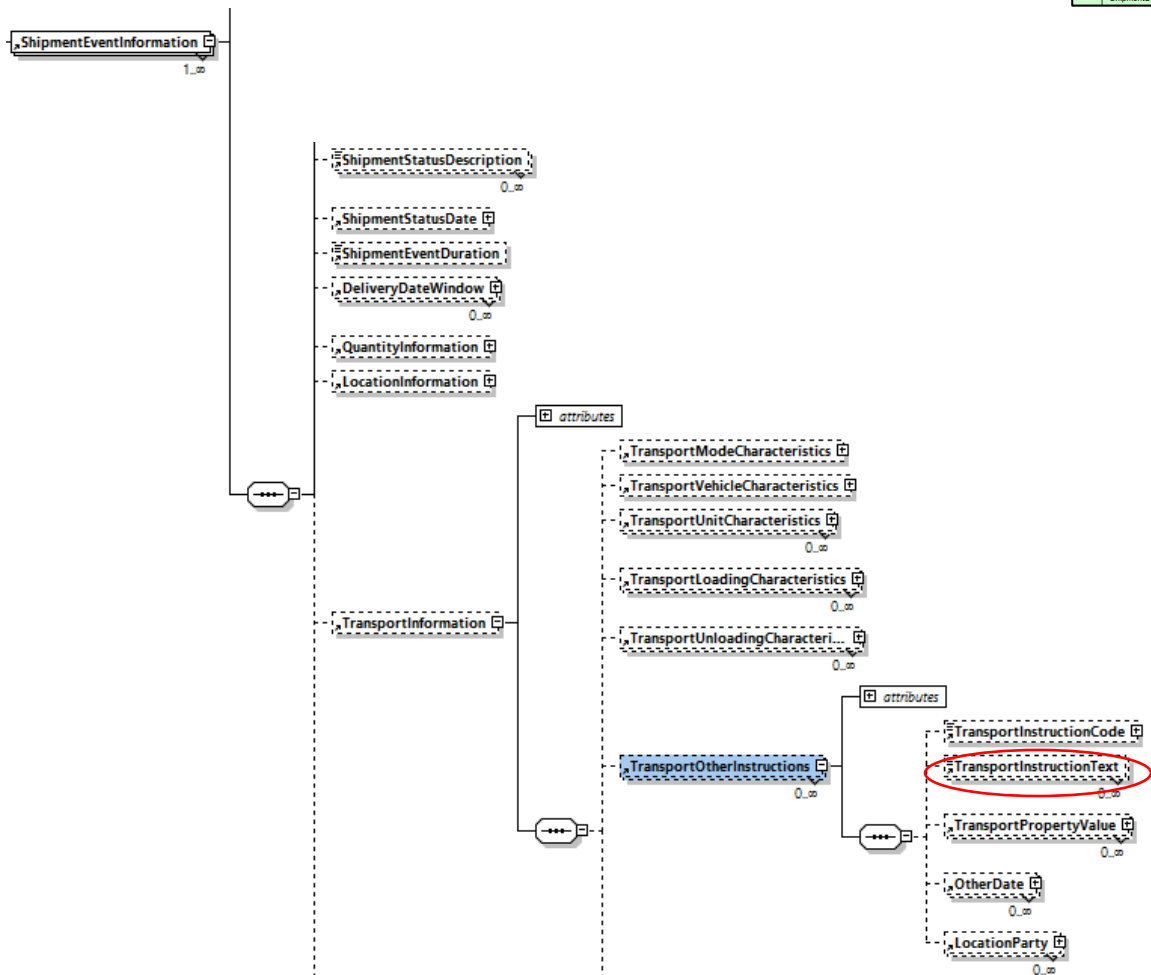 ShipmentEventInformation
1..∞
ShipmentStatusDescription
0..∞
ShipmentStatusDate
ShipmentEventDuration
DeliveryDateWindow
0..∞
QuantityInformation
LocationInformation
attributes
TransportModeCharacteristics
TransportVehicleCharacteristics
TransportUnitCharacteristics
0..∞
TransportLoadingCharacteristics
0..∞
TransportInformation
TransportUnloadingCharacteri...
0..∞
attributes
TransportInstructionCode
TransportOtherInstructions
0..∞
TransportInstructionText
0..∞
TransportPropertyValue
0..∞
OtherDate
0..∞
LocationParty
0..∞